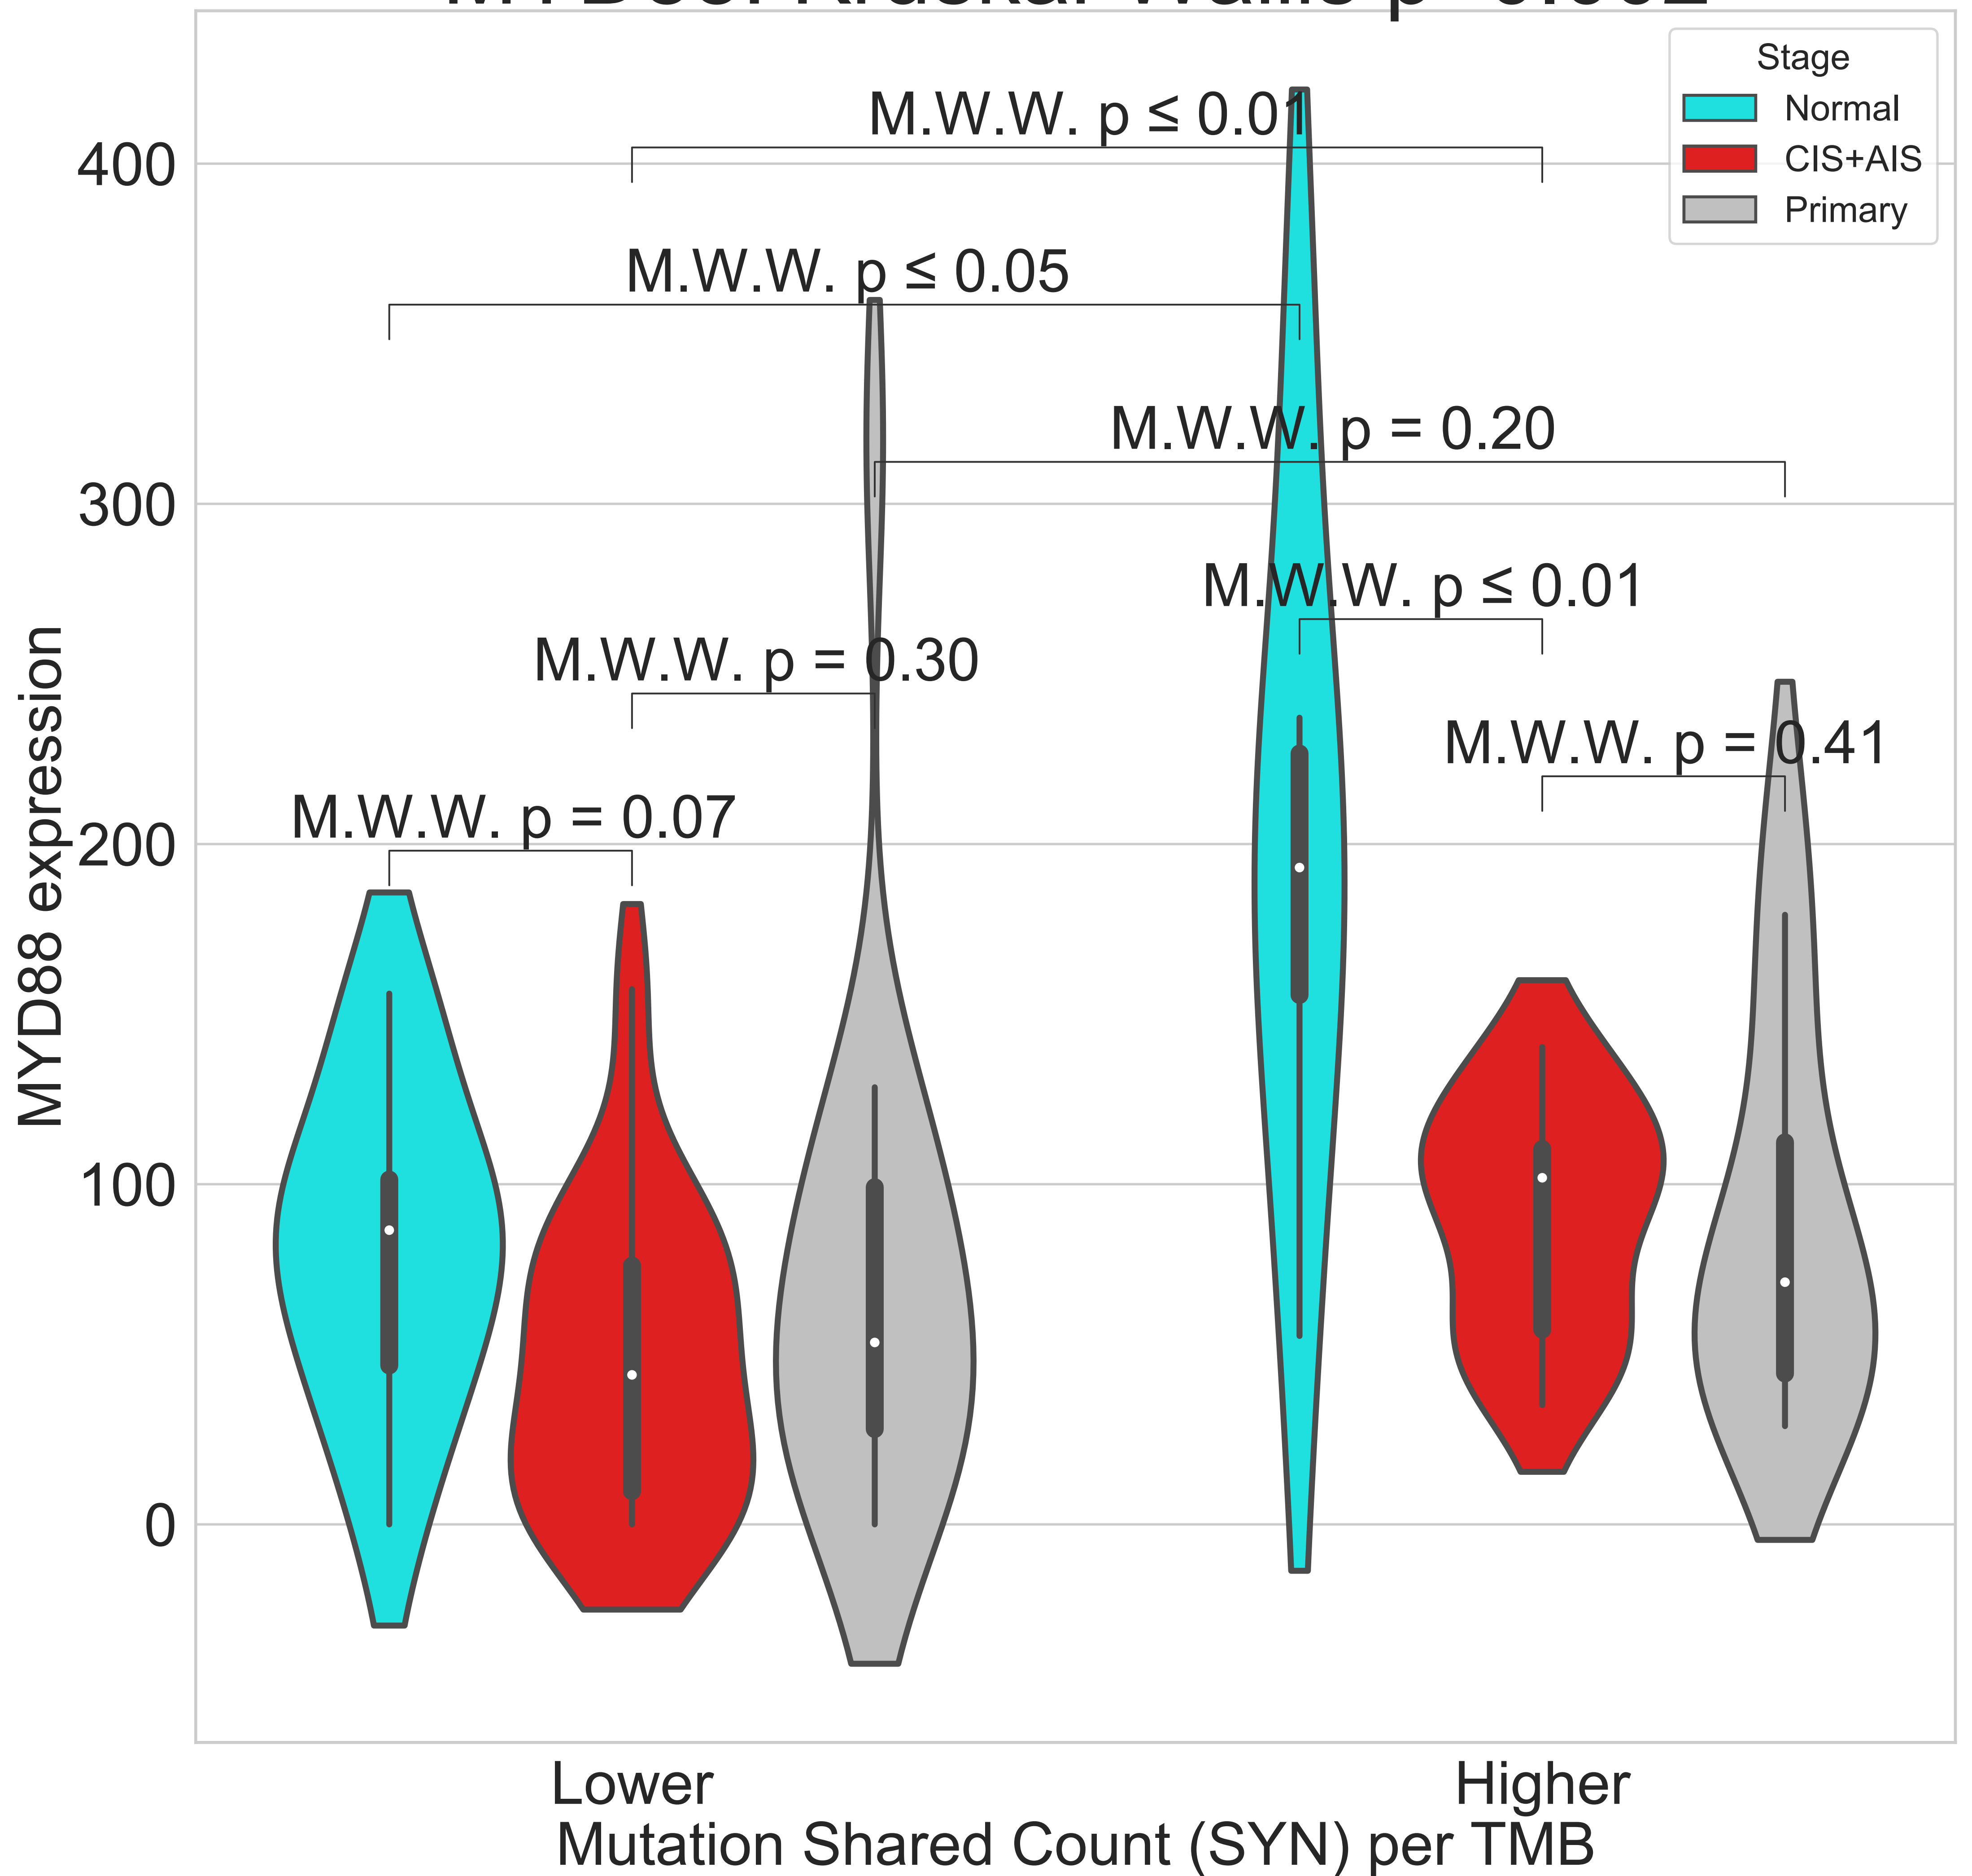 Stage
Normal
CIS+AIS
Primary
M.W.W. p ≤ 0.01
M.W.W. p ≤ 0.05
M.W.W. p = 0.20
M.W.W. p ≤ 0.01
M.W.W. p = 0.30
M.W.W. p = 0.41
M.W.W. p = 0.07
400
300
200
100
0
MYD88 expression
Lower
Higher
Mutation Shared Count (SYN) per TMB